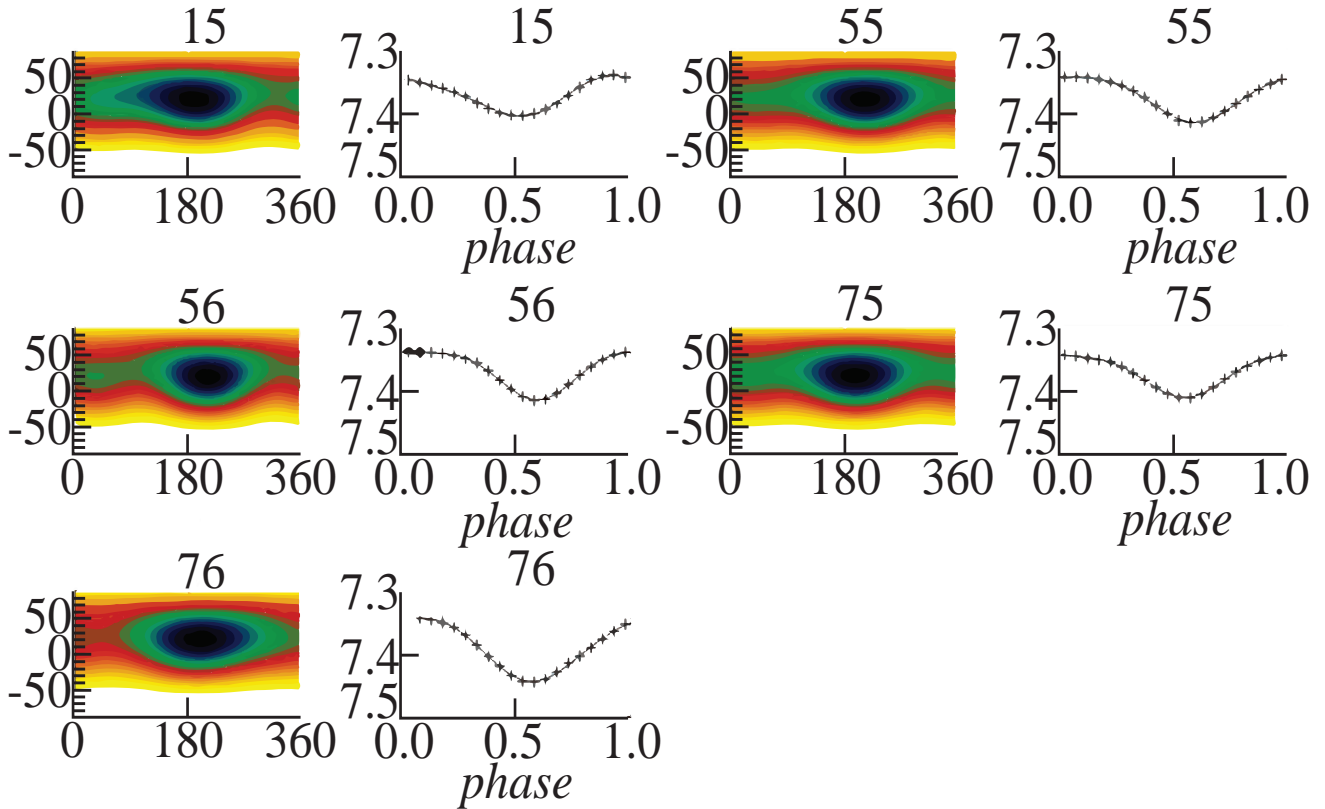 15 15 55 55
50 7.3 50 7.3
0 7.4 0 7.4
-50 7.5 -50 7.5
0 180 360 0.0 0.5 1.0 0 180 360 0.0 0.5 1.0
phase phase
56 56 75 75
50 7.3 50 7.3
0 7.4 0 7.4
-50 7.5 -50 7.5
0 180 360 0.0 0.5 1.0 0 180 360 0.0 0.5 1.0
phase phase
76 76
50 7.3
0 7.4
-50 7.5
0 180 360 0.0 0.5 1.0
phase